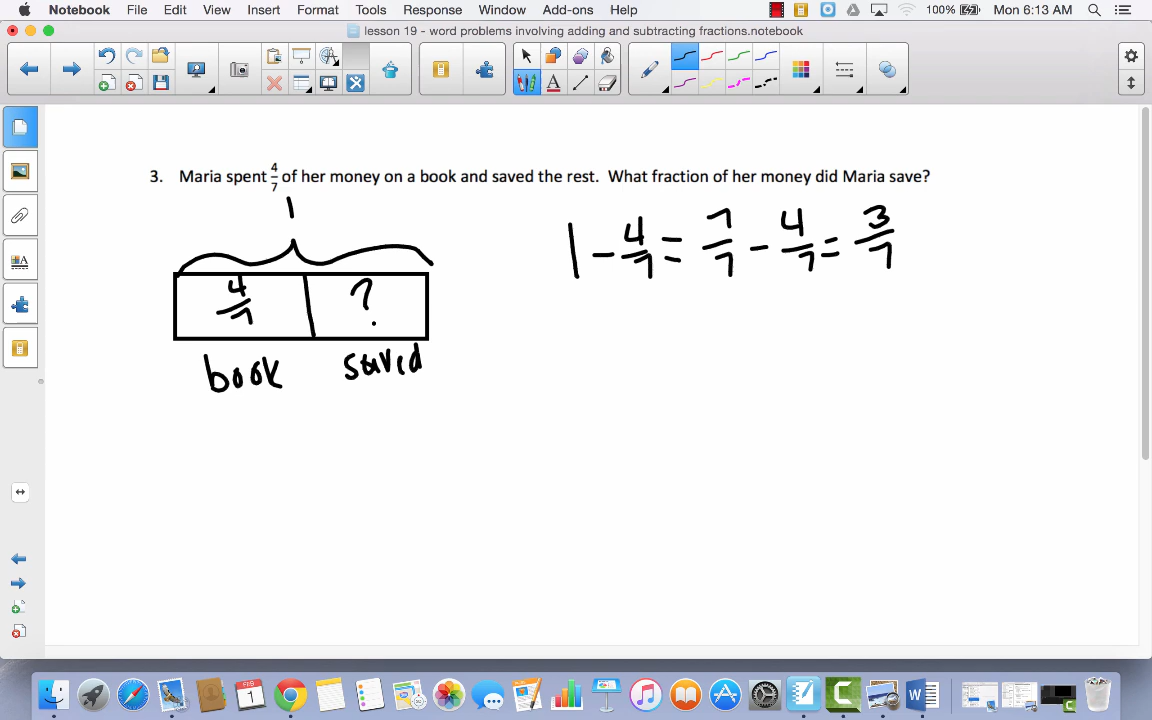 Notebook File Edit View Insert Format Tools Response Window Add-ons Help 100% Mon 6:13 AM
lesson 19 - word problems involving adding and subtracting fractions.notebook
3. Maria spent 4/7 of her money on a book and saved the rest. What fraction of her money did Maria save?
1
1 - 4/7 = 7/7 - 4/7 = 3/7
4/7 ?
book saved
FEB
1